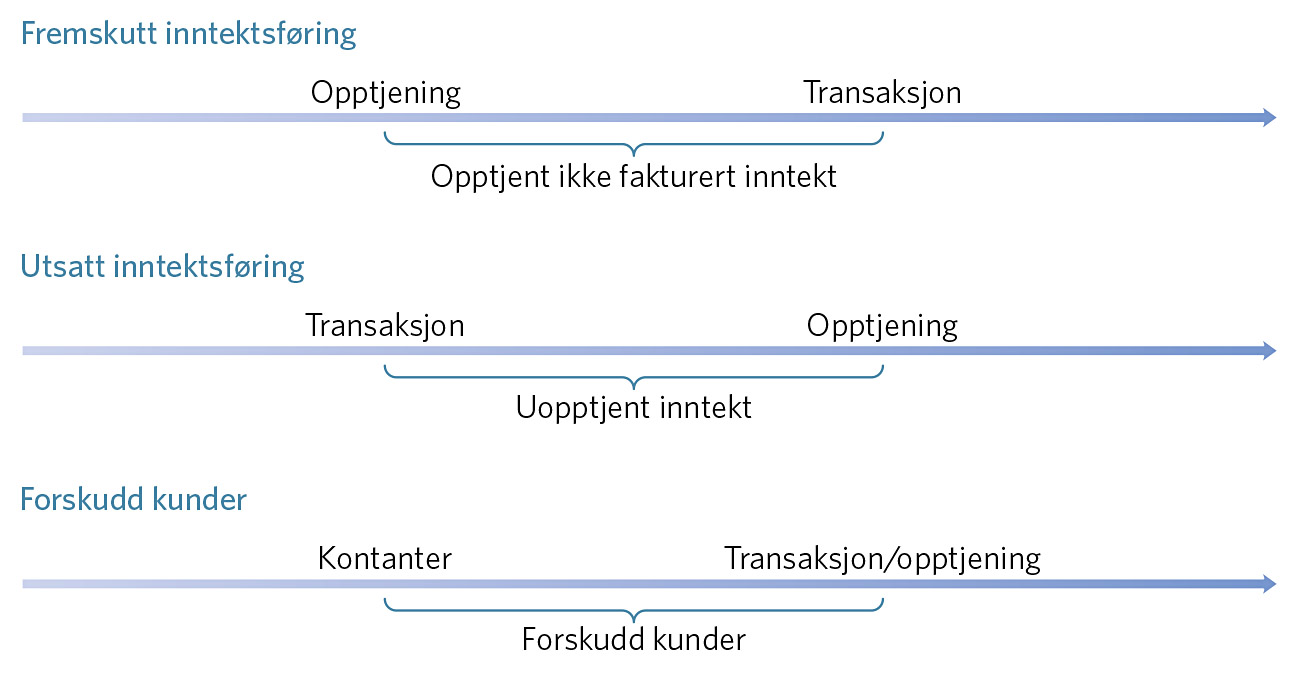 Fremskutt inntektsføring
Opptjening Transaksjon
Opptjent ikke fakturert inntekt
Utsatt inntektsføring
Transaksjon Opptjening
Uopptjent inntekt
Forskudd kunder
Kontanter Transaksjon/opptjening
Forskudd kunder